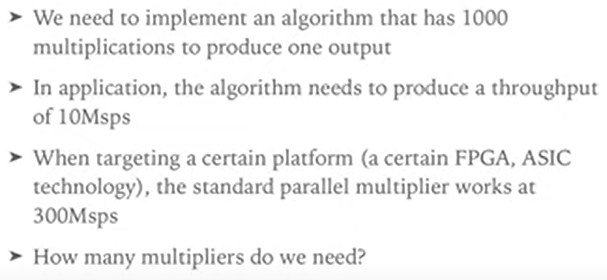 ➤ We need to implement an algorithm that has 1000
multiplications to produce one output
➤ In application, the algorithm needs to produce a throughput
of 10Msps
➤ When targeting a certain platform (a certain FPGA, ASIC
technology), the standard parallel multiplier works at
300Msps
➤ How many multipliers do we need?